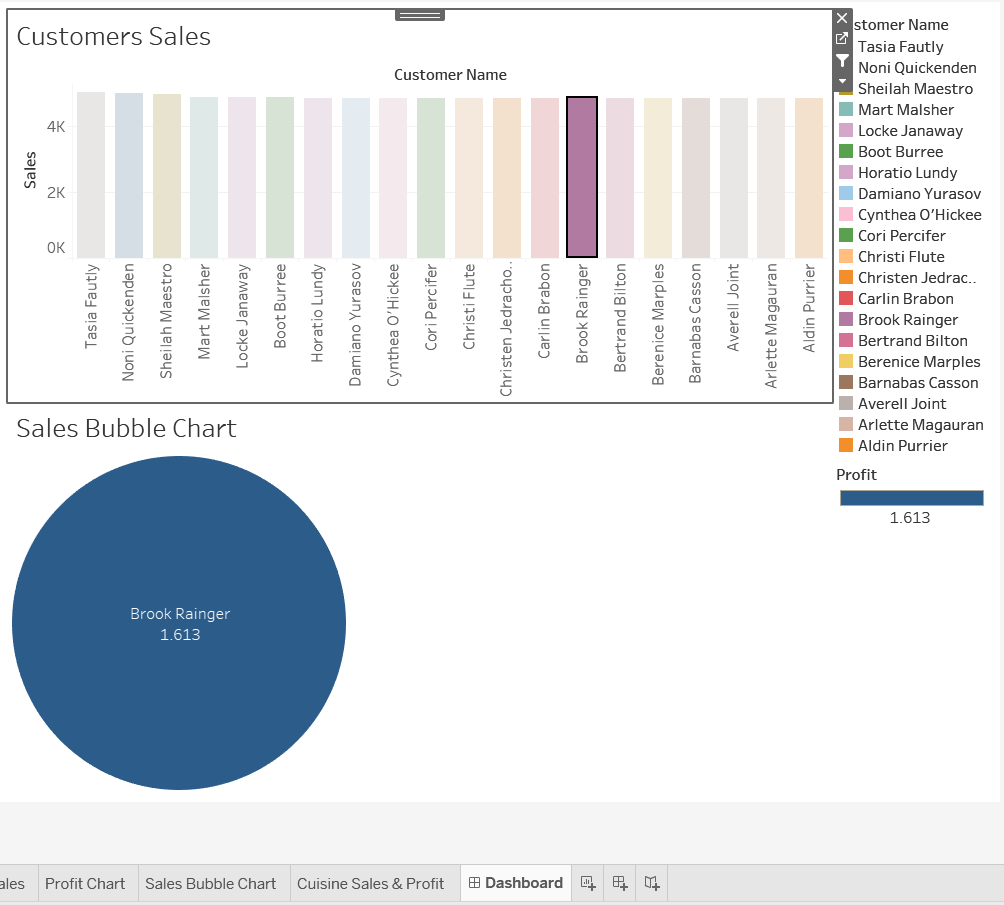 Customers Sales
Customer Name
Sales
4K
2K
0K
Tasia Fautly
Noni Quickenden
Sheilah Maestro
Mart Malsher
Locke Janaway
Boot Burree
Horatio Lundy
Damiano Yurasov
Cynthea O'Hickee
Cori Percifer
Christi Flute
Christen Jedracho..
Carlin Brabon
Brook Rainger
Bertrand Bilton
Berenice Marples
Barnabas Casson
Averell Joint
Arlette Magauran
Aldin Purrier
stomer Name
Tasia Fautly
Noni Quickenden
Sheilah Maestro
Mart Malsher
Locke Janaway
Boot Burree
Horatio Lundy
Damiano Yurasov
Cynthea O'Hickee
Cori Percifer
Christi Flute
Christen Jedrac..
Carlin Brabon
Brook Rainger
Bertrand Bilton
Berenice Marples
Barnabas Casson
Averell Joint
Arlette Magauran
Aldin Purrier
Profit
1.613
Sales Bubble Chart
Brook Rainger
1.613
ales
Profit Chart
Sales Bubble Chart
Cuisine Sales & Profit
Dashboard